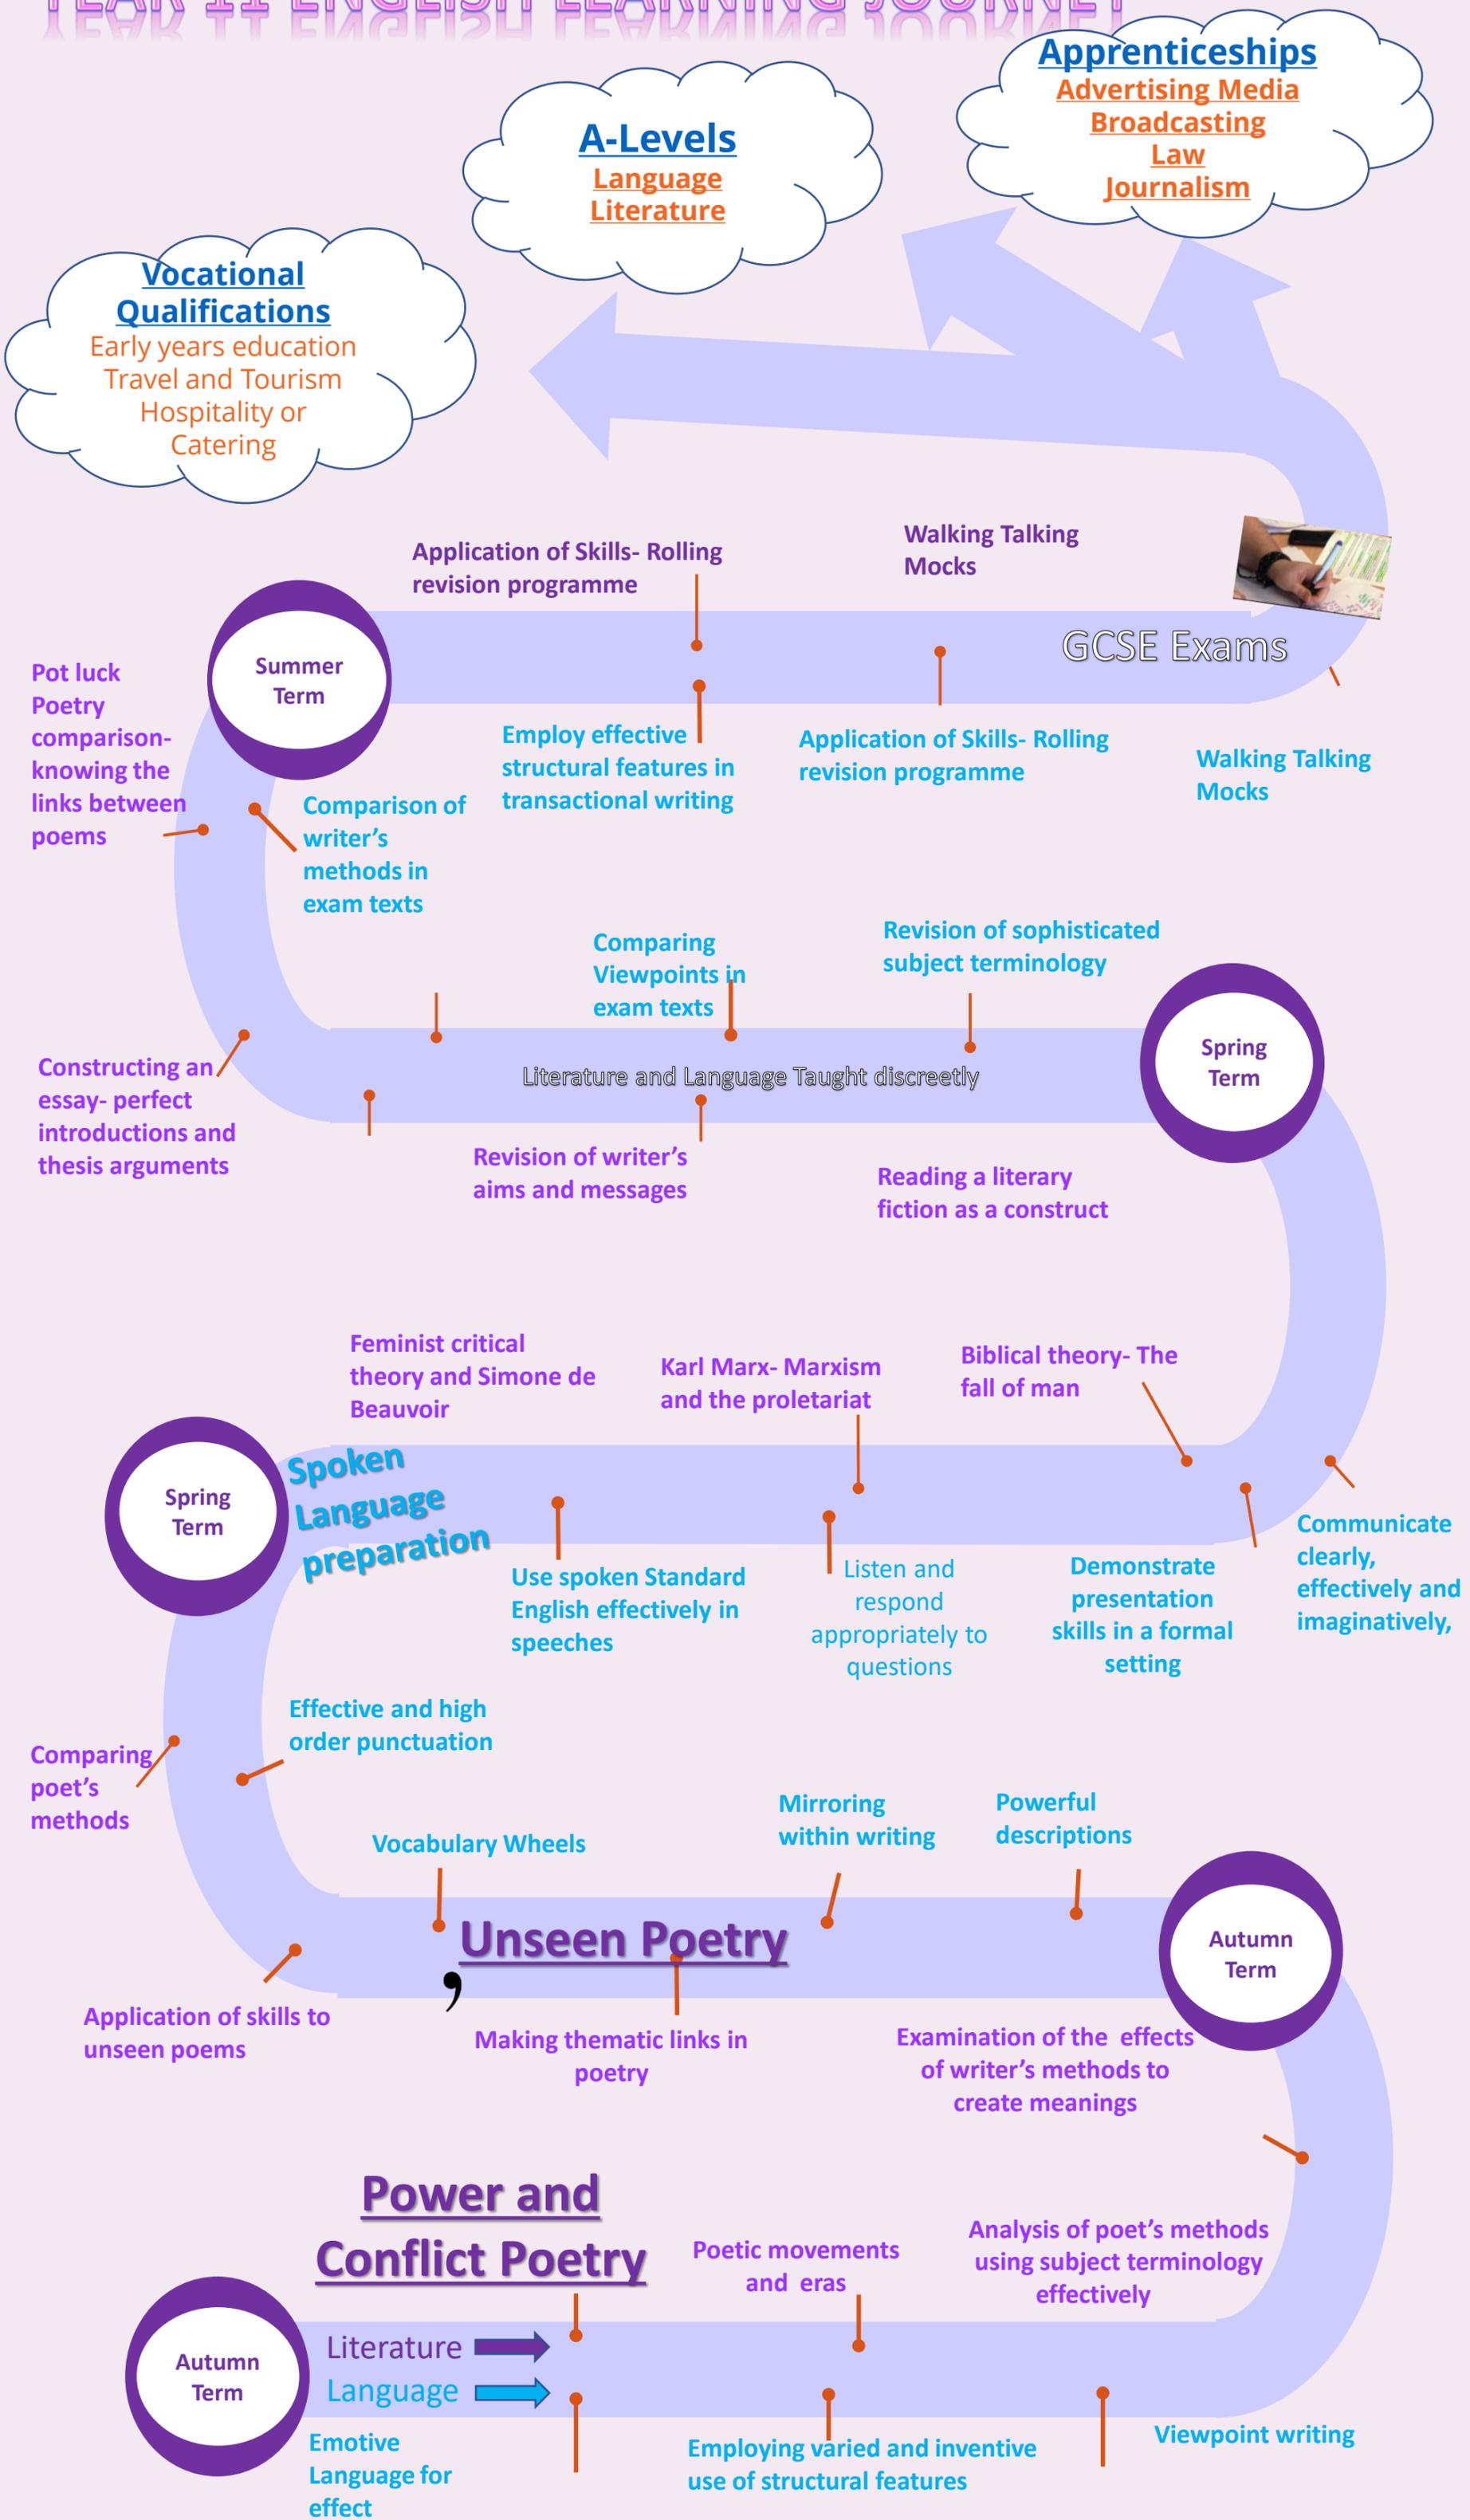 YEAR 11 ENGLISH LEARNING JOURNEY
Apprenticeships
Advertising Media
Broadcasting
Law
Journalism
A-Levels
Language
Literature
Vocational
Qualifications
Early years education
Travel and Tourism
Hospitality or
Catering
Application of Skills- Rolling
revision programme
Walking Talking
Mocks
Summer
Term
GCSE Exams
Pot luck
Poetry
comparison-
knowing the
links between
poems
Employ effective
structural features in
transactional writing
Application of Skills- Rolling
revision programme
Walking Talking
Mocks
Comparison of
writer’s
methods in
exam texts
Comparing
Viewpoints in
exam texts
Revision of sophisticated
subject terminology
Spring
Term
Literature and Language Taught discreetly
Constructing an
essay- perfect
introductions and
thesis arguments
Revision of writer’s
aims and messages
Reading a literary
fiction as a construct
Feminist critical
theory and Simone de
Beauvoir
Karl Marx- Marxism
and the proletariat
Biblical theory- The
fall of man
Spring
Term
Spoken
Language
preparation
Use spoken Standard
English effectively in
speeches
Listen and
respond
appropriately to
questions
Demonstrate
presentation
skills in a formal
setting
Communicate
clearly,
effectively and
imaginatively,
Effective and high
order punctuation
Comparing
poet’s
methods
Vocabulary Wheels
Mirroring
within writing
Powerful
descriptions
Unseen Poetry
,
Autumn
Term
Application of skills to
unseen poems
Making thematic links in
poetry
Examination of the  effects
of writer’s methods to
create meanings
Power and
Conflict Poetry
Poetic movements
and  eras
Analysis of poet’s methods
using subject terminology
effectively
Autumn
Term
Literature
Language
Emotive
Language for
effect
Employing varied and inventive
use of structural features
Viewpoint writing